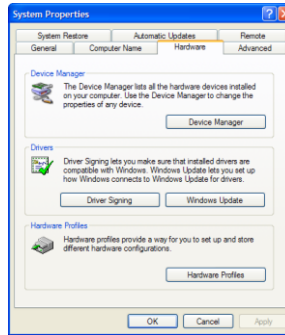 System Properties
System Restore Automatic Updates Remote
General Computer Name Hardware Advanced
Device Manager
The Device Manager lists all the hardware devices installed
on your computer. Use the Device Manager to change the
properties of any device.
Device Manager
Drivers
Driver Signing lets you make sure that installed drivers are
compatible with Windows. Windows Update lets you set up
how Windows connects to Windows Update for drivers.
Driver Signing Windows Update
Hardware Profiles
Hardware profiles provide a way for you to set up and store
different hardware configurations.
Hardware Profiles
OK Cancel Apply